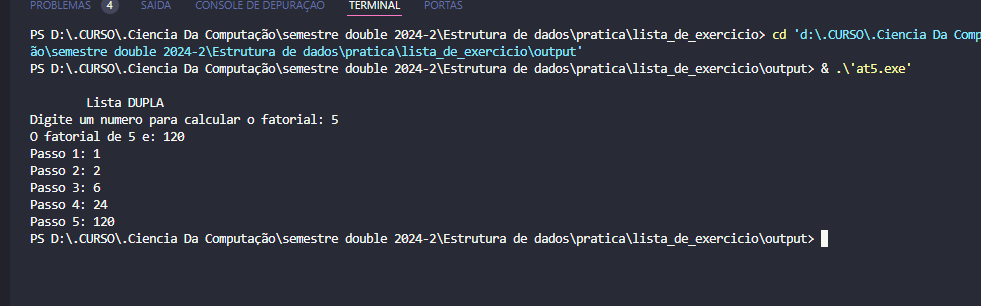 PROBLEMAS 4 SAÍDA CONSOLE DE DEPURAÇÃO TERMINAL PORTAS
PS D:\.CURSO\.Ciencia Da Computação\semestre double 2024-2\Estrutura de dados\pratica\lista_de_exercicio> cd 'd:\.CURSO\.Ciencia Da Comp
ão\semestre double 2024-2\Estrutura de dados\pratica\lista_de_exercicio\output'
PS D:\.CURSO\.Ciencia Da Computação\semestre double 2024-2\Estrutura de dados\pratica\lista_de_exercicio\output> & .\'at5.exe'
Lista DUPLA
Digite um numero para calcular o fatorial: 5
O fatorial de 5 e: 120
Passo 1: 1
Passo 2: 2
Passo 3: 6
Passo 4: 24
Passo 5: 120
PS D:\.CURSO\.Ciencia Da Computação\semestre double 2024-2\Estrutura de dados\pratica\lista_de_exercicio\output>